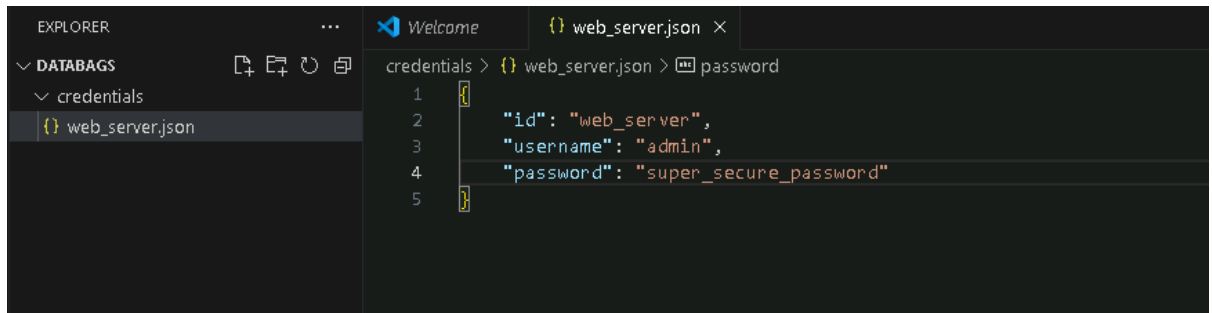 EXPLORER ...
DATABAGS
credentials
{} web_server.json
Welcome {} web_server.json ×
credentials > {} web_server.json > abc password
1 {
2 "id": "web_server",
3 "username": "admin",
4 "password": "super_secure_password"
5 }